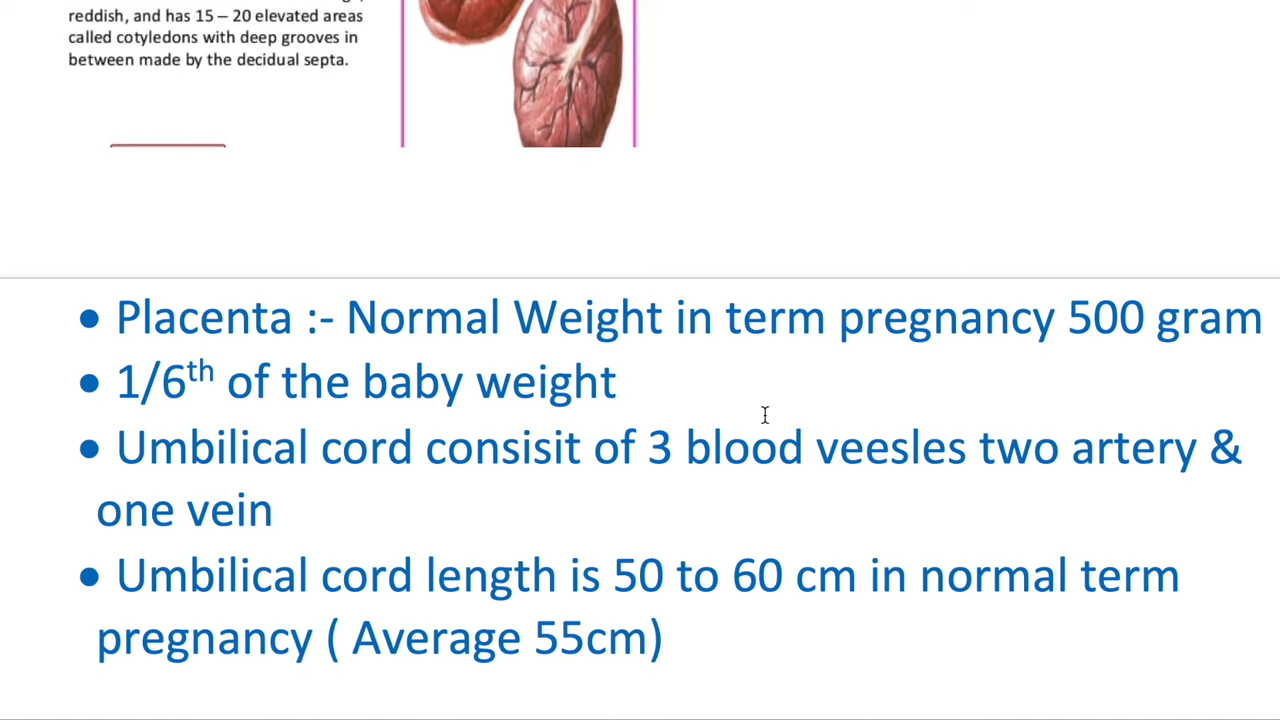 reddish, and has 15 – 20 elevated areas
called cotyledons with deep grooves in
between made by the decidual septa.
• Placenta :- Normal Weight in term pregnancy 500 gram
• 1/6th of the baby weight
• Umbilical cord consisit of 3 blood veesles two artery &
one vein
• Umbilical cord length is 50 to 60 cm in normal term
pregnancy ( Average 55cm)